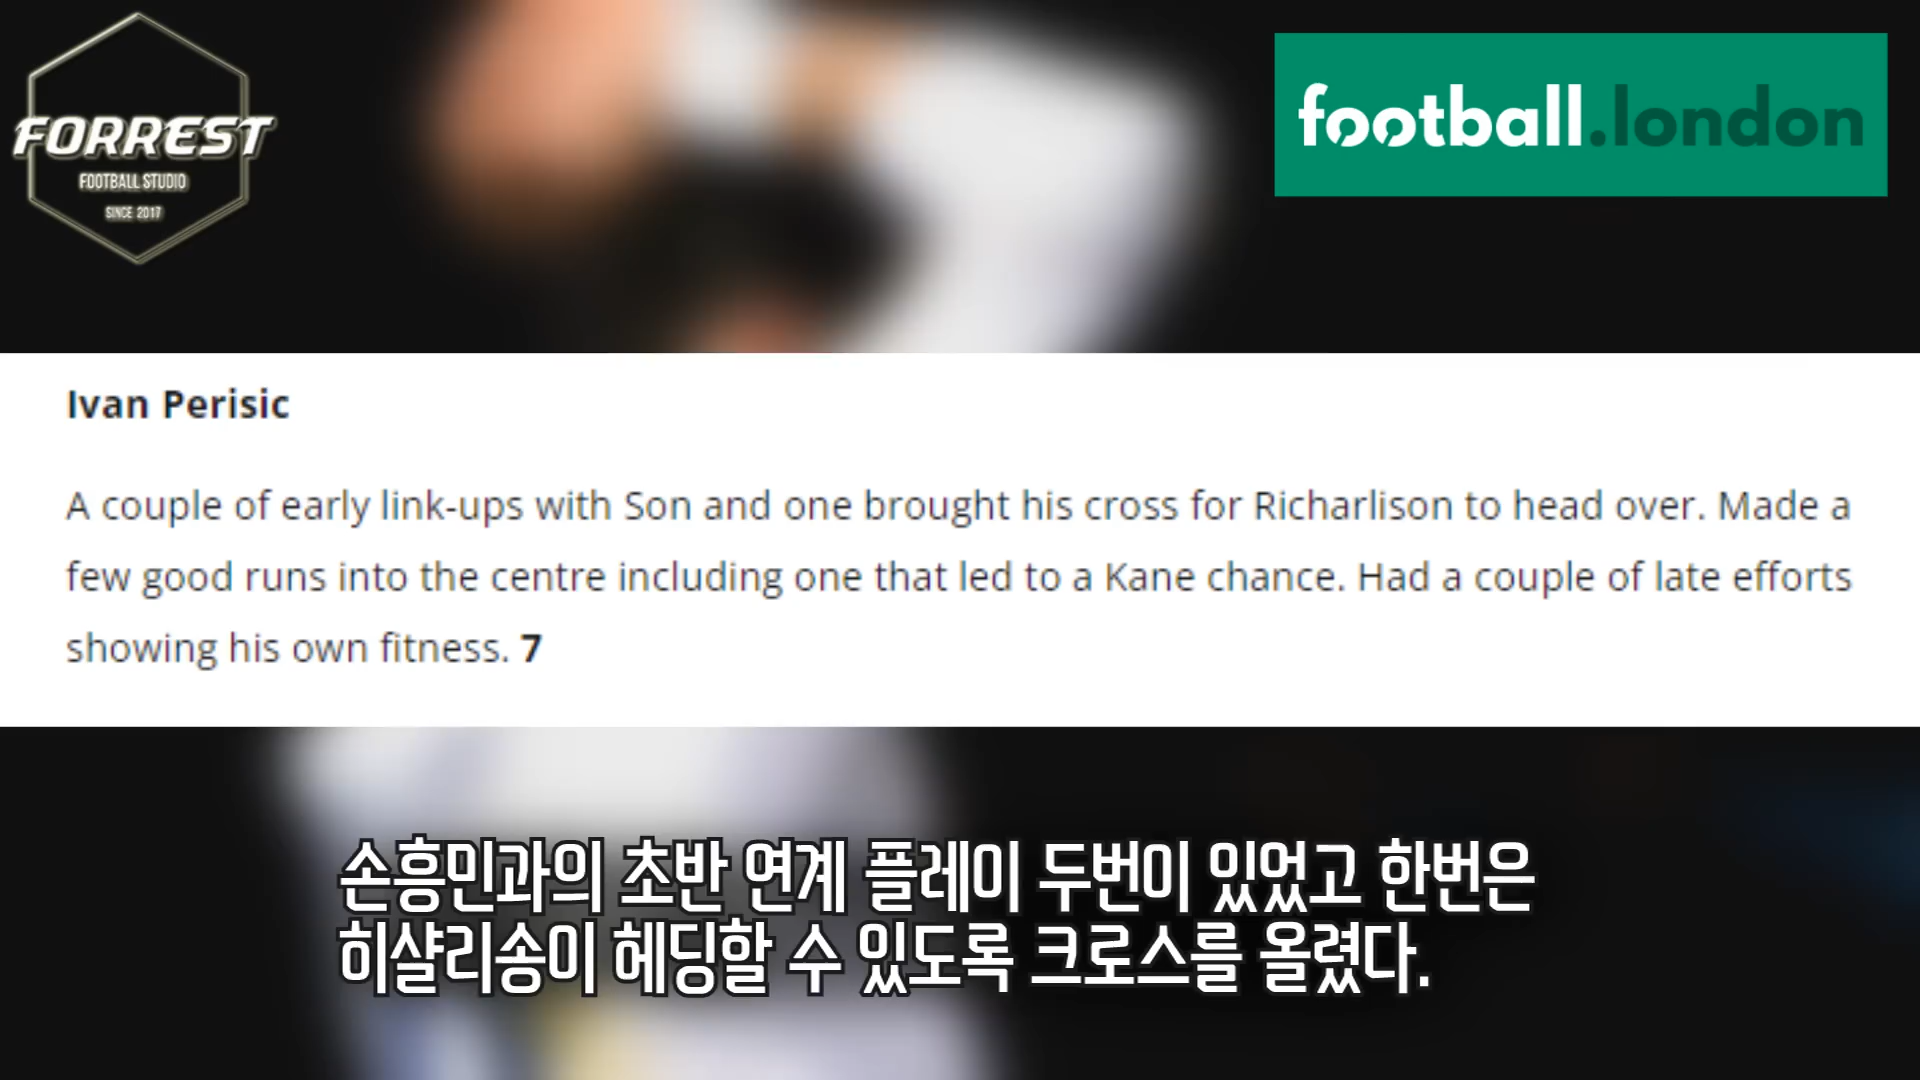 FORREST
FOOTBALL STUDIO
SINCE 2017
football.london
Ivan Perisic
A couple of early link-ups with Son and one brought his cross for Richarlison to head over. Made a
few good runs into the centre including one that led to a Kane chance. Had a couple of late efforts
showing his own fitness. 7
손흥민과의 초반 연계 플레이 두번이 있었고 한번은
히샬리송이 헤딩할 수 있도록 크로스를 올렸다.